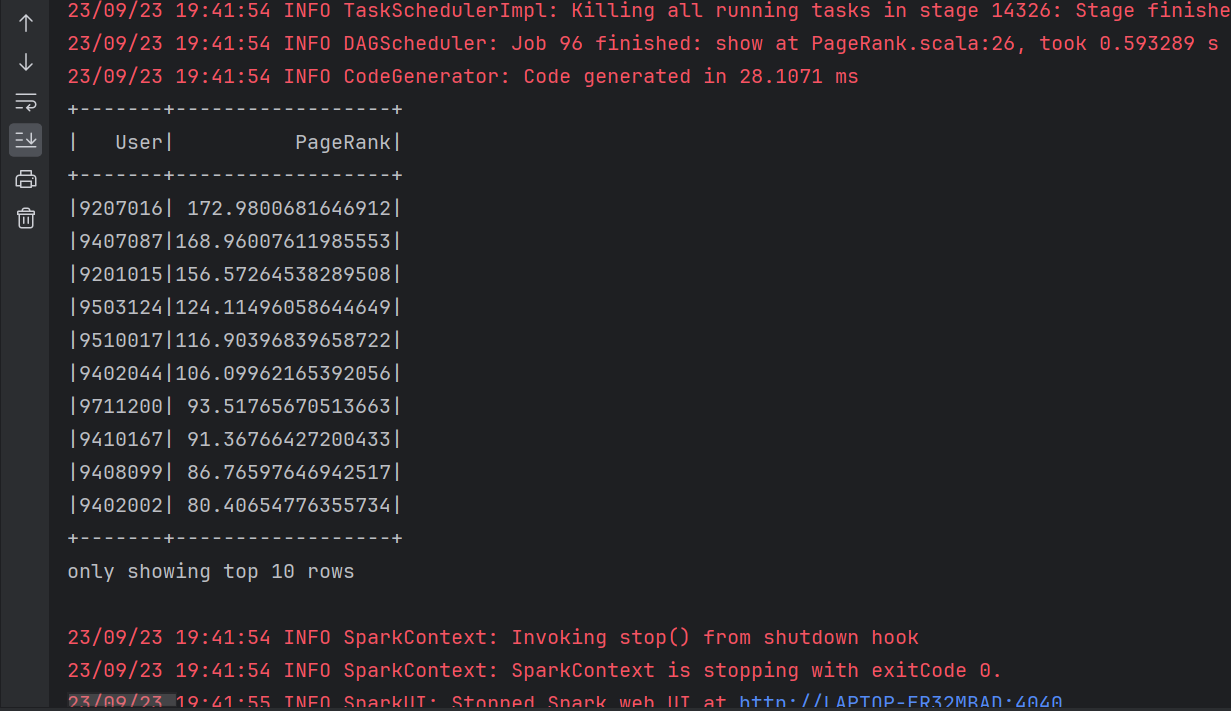 23/09/23 19:41:54 INFO TaskSchedulerImpl: Killing all running tasks in stage 14326: Stage finishe
23/09/23 19:41:54 INFO DAGScheduler: Job 96 finished: show at PageRank.scala:26, took 0.593289 s
23/09/23 19:41:54 INFO CodeGenerator: Code generated in 28.1071 ms
+-------+------------------+
|   User|          PageRank|
+-------+------------------+
|9207016| 172.9800681646912|
|9407087|168.96007611985553|
|9201015|156.57264538289508|
|9503124|124.11496058644649|
|9510017|116.90396839658722|
|9402044|106.09962165392056|
|9711200| 93.51765670513663|
|9410167| 91.36766427200433|
|9408099| 86.76597646942517|
|9402002| 80.40654776355734|
+-------+------------------+
only showing top 10 rows
23/09/23 19:41:54 INFO SparkContext: Invoking stop() from shutdown hook
23/09/23 19:41:54 INFO SparkContext: SparkContext is stopping with exitCode 0.
23/09/23 19:41:55 INFO SparkUI: Stopped Spark web UI at http://LAPTOP-ER32MBAD:4040